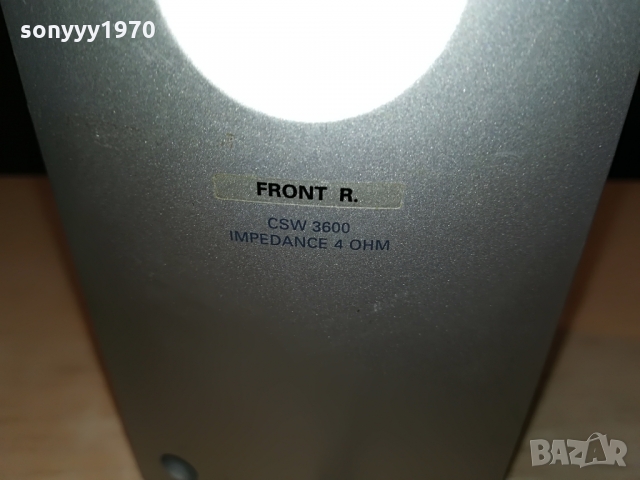 sonyyy1970
FRONT R.
CSW 3600
IMPEDANCE 4 OHM
BAZAR